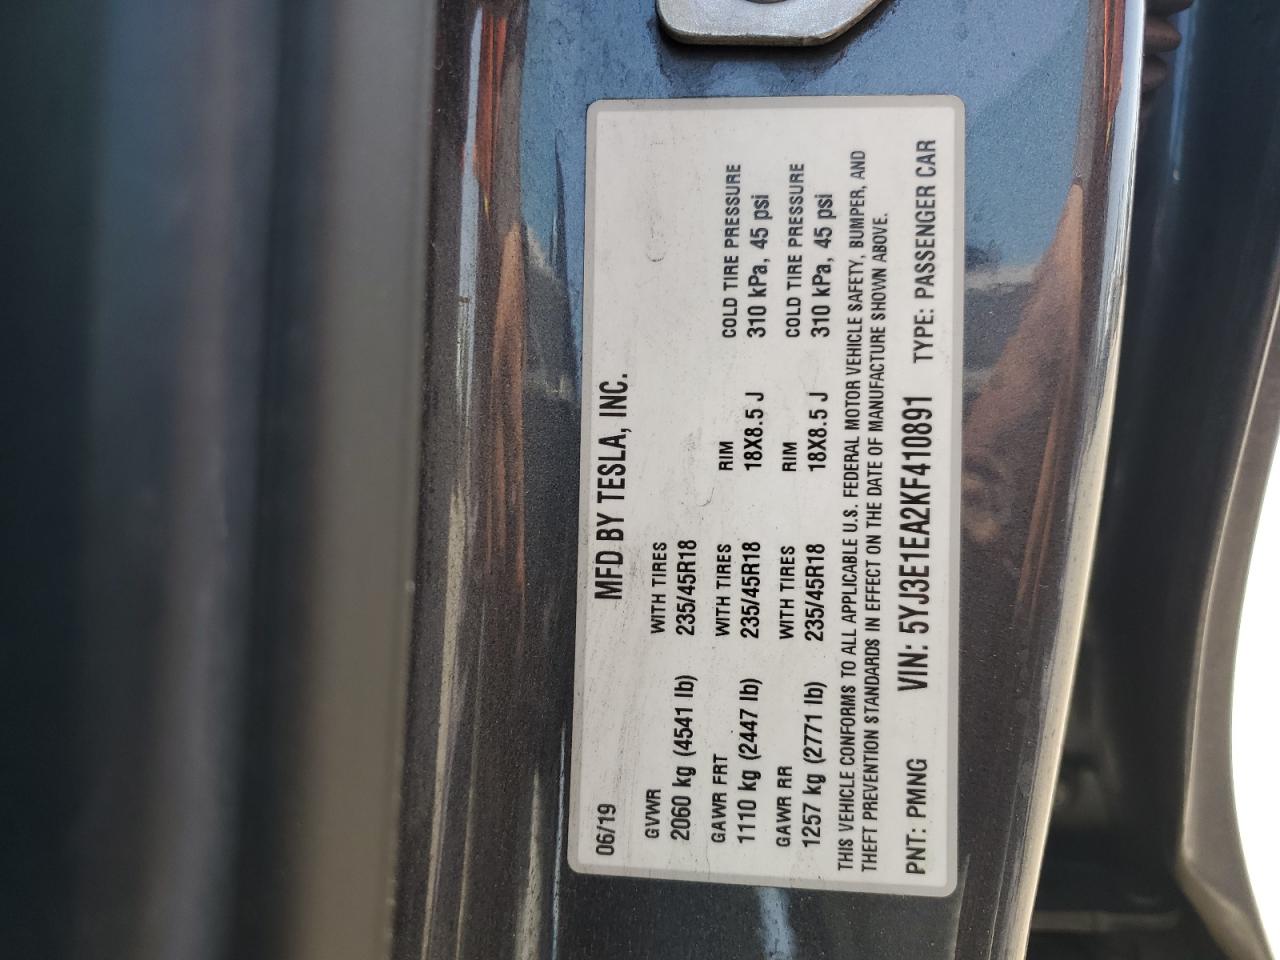 06/19 MFD BY TESLA, INC.
GVWR WITH TIRES
2060 kg (4541 lb) 235/45R18
GAWR FRT WITH TIRES RIM COLD TIRE PRESSURE
1110 kg (2447 lb) 235/45R18 18X8.5 J 310 kPa, 45 psi
GAWR RR WITH TIRES RIM COLD TIRE PRESSURE
1257 kg (2771 lb) 235/45R18 18X8.5 J 310 kPa, 45 psi
THIS VEHICLE CONFORMS TO ALL APPLICABLE U.S. FEDERAL MOTOR VEHICLE SAFETY, BUMPER, AND
THEFT PREVENTION STANDARDS IN EFFECT ON THE DATE OF MANUFACTURE SHOWN ABOVE.
PNT: PMNG VIN: 5YJ3E1EA2KF410891 TYPE: PASSENGER CAR